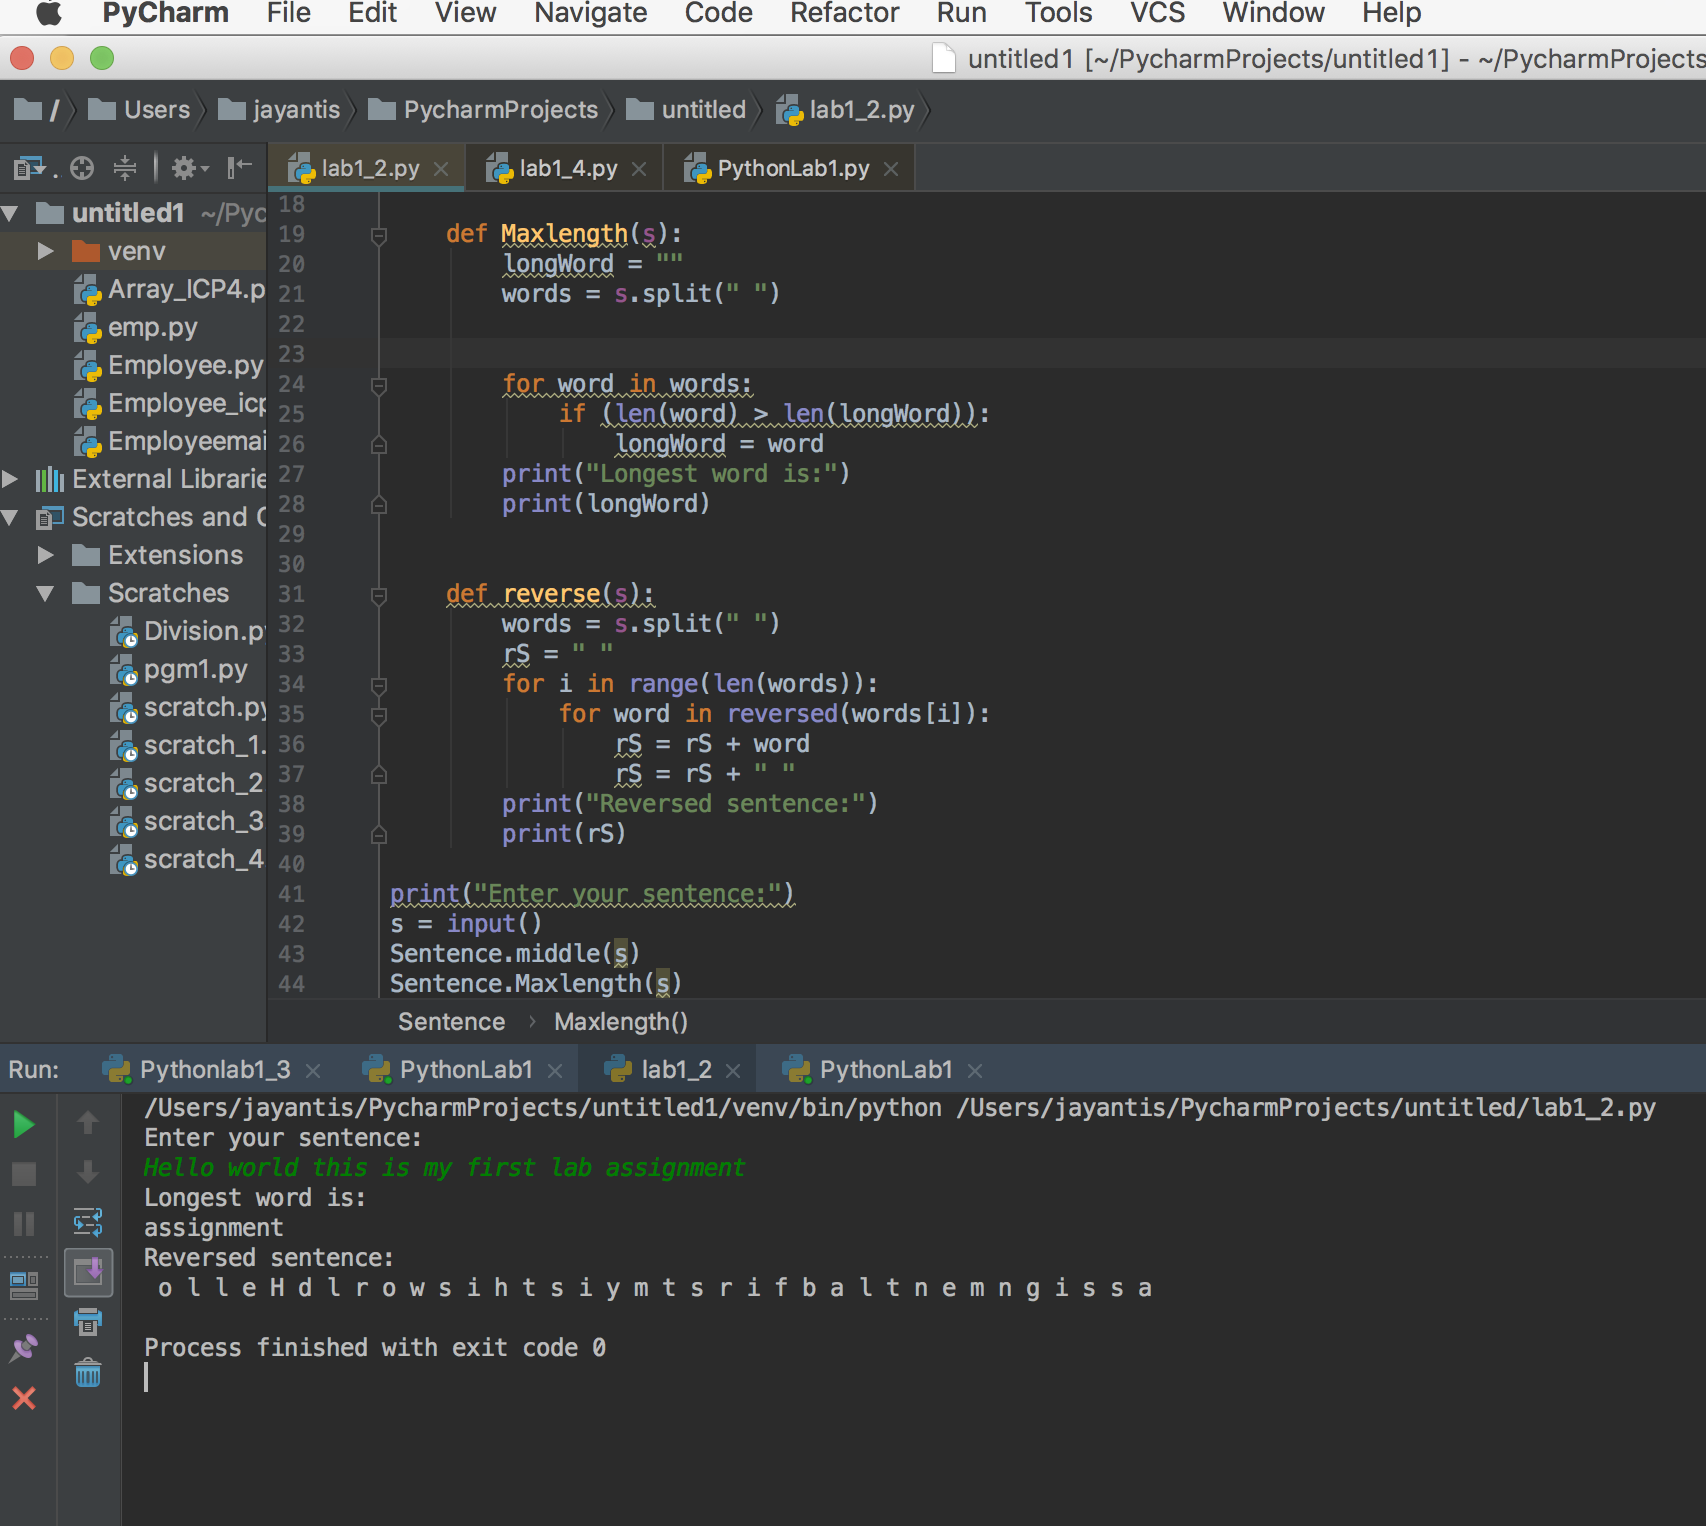 PyCharm File Edit View Navigate Code Refactor Run Tools VCS Window Help
untitled1 [~/PycharmProjects/untitled1] - ~/PycharmProjects
/ Users jayantis PycharmProjects untitled lab1_2.py
lab1_2.py lab1_4.py PythonLab1.py
untitled1 ~/Pyc
venv
Array_ICP4.p
emp.py
Employee.py
Employee_icp
Employeemai
External Librarie
Scratches and C
Extensions
Scratches
Division.py
pgm1.py
scratch.py
scratch_1.
scratch_2
scratch_3
scratch_4
18
19 def Maxlength(s):
20 longWord = ""
21 words = s.split(" ")
22
23
24 for word in words:
25 if (len(word) > len(longWord)):
26 longWord = word
27 print("Longest word is:")
28 print(longWord)
29
30
31 def reverse(s):
32 words = s.split(" ")
33 rS = " "
34 for i in range(len(words)):
35 for word in reversed(words[i]):
36 rS = rS + word
37 rS = rS + " "
38 print("Reversed sentence:")
39 print(rS)
40
41 print("Enter your sentence:")
42 s = input()
43 Sentence.middle(s)
44 Sentence.Maxlength(s)
Sentence › Maxlength()
Run: Pythonlab1_3 PythonLab1 lab1_2 PythonLab1
/Users/jayantis/PycharmProjects/untitled1/venv/bin/python /Users/jayantis/PycharmProjects/untitled/lab1_2.py
Enter your sentence:
Hello world this is my first lab assignment
Longest word is:
assignment
Reversed sentence:
o l l e H d l r o w s i h t s i y m t s r i f b a l t n e m n g i s s a
Process finished with exit code 0